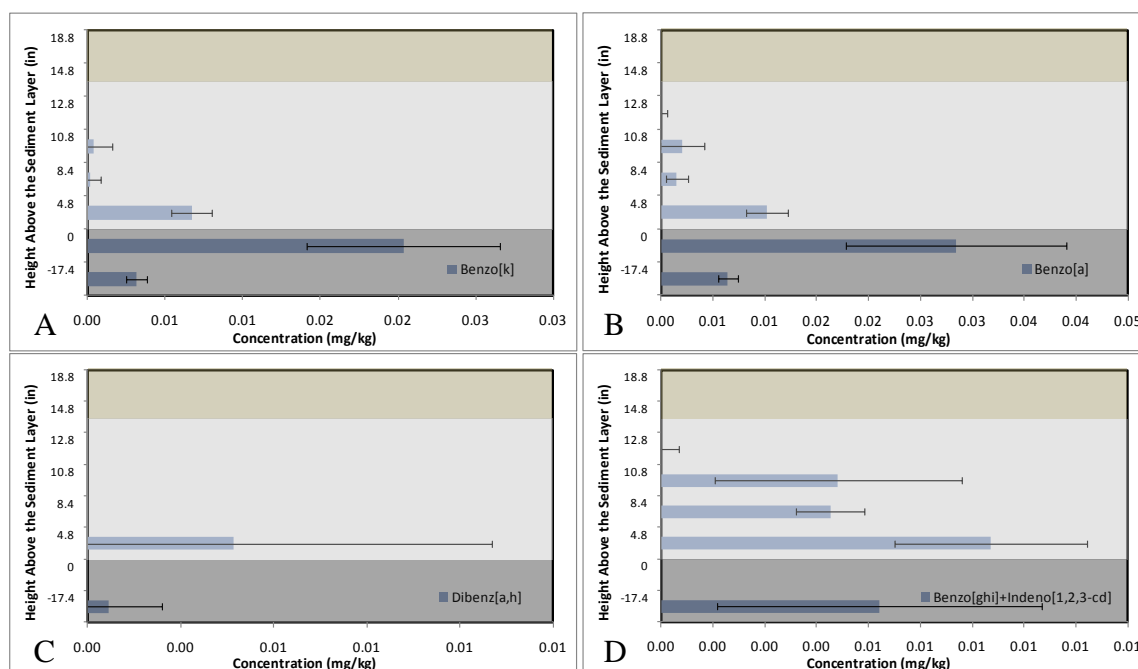 Height Above the Sediment Layer (in)
18.8
14.8
12.8
10.8
8.4
4.8
0
-17.4
Benzo[k]
A
0.00 0.01 0.01 0.02 0.02 0.03 0.03
Concentration (mg/kg)
Height Above the Sediment Layer (in)
18.8
14.8
12.8
10.8
8.4
4.8
0
-17.4
Benzo[a]
B
0.00 0.01 0.01 0.02 0.02 0.03 0.03 0.04 0.04 0.05
Concentration (mg/kg)
Height Above the Sediment Layer (in)
18.8
14.8
12.8
10.8
8.4
4.8
0
-17.4
Dibenz[a,h]
C
0.00 0.00 0.01 0.01 0.01 0.01
Concentration (mg/kg)
Height Above the Sediment Layer (in)
18.8
14.8
12.8
10.8
8.4
4.8
0
-17.4
Benzo[ghi]+Indeno[1,2,3-cd]
D
0.00 0.00 0.00 0.00 0.00 0.01 0.01 0.01 0.01 0.01
Concentration (mg/kg)